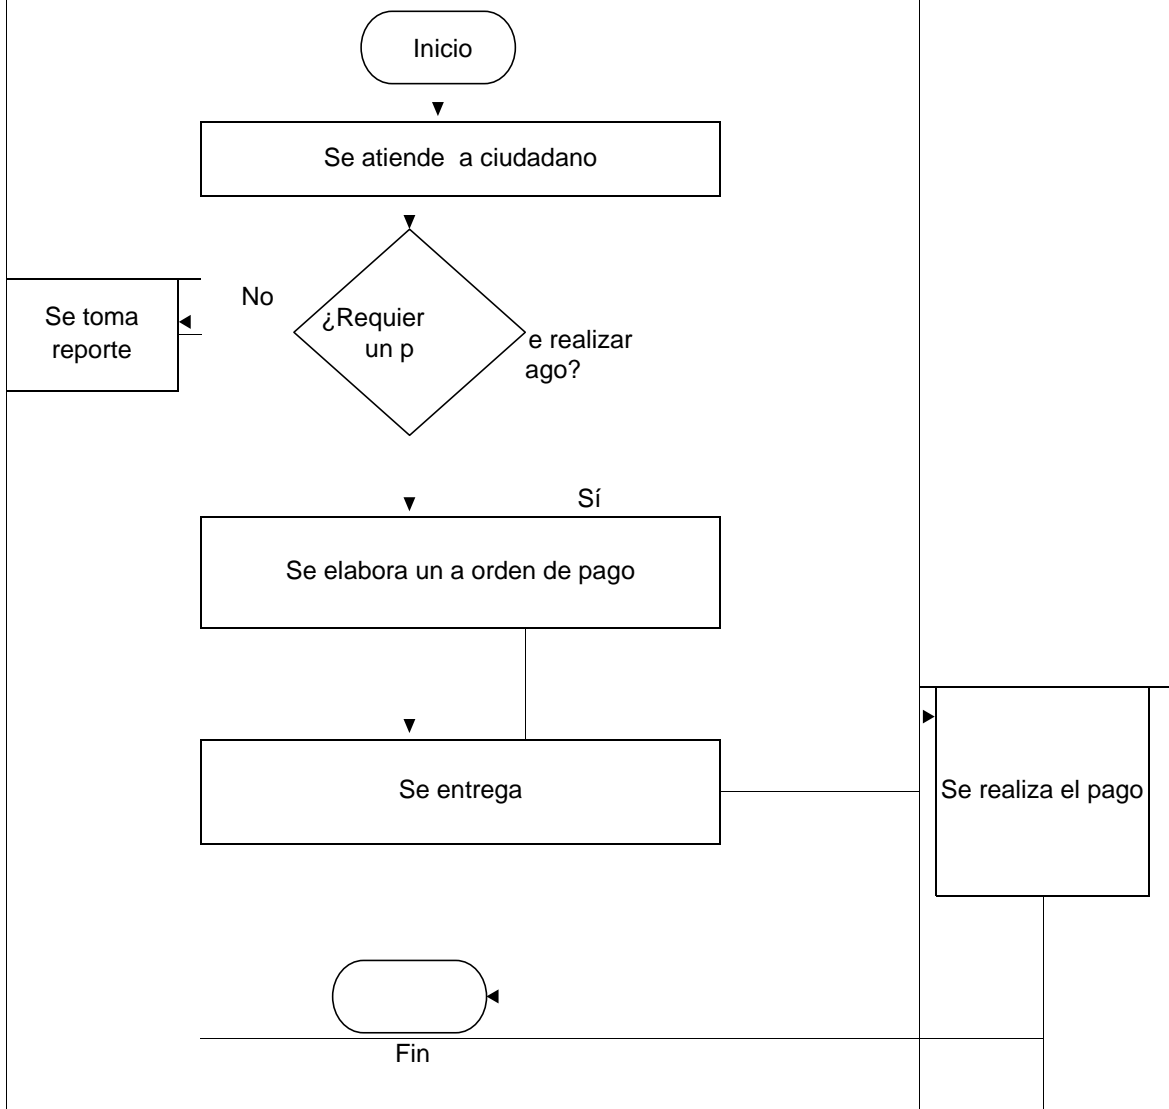 Inicio
Se atiende a ciudadano
No
Se toma
reporte
¿Requier
un p
e realizar
ago?
Sí
Se elabora un a orden de pago
Se entrega
Se realiza el pago
Fin